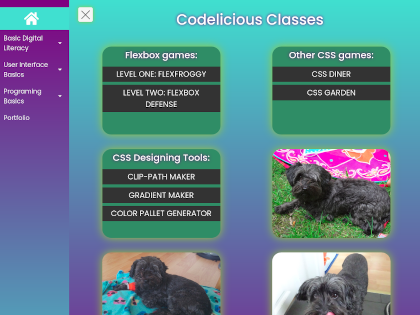 Codelicious Classes
Basic Digital
Literacy
User Interface
Basics
Programing
Basics
Portfolio
Flexbox games:
LEVEL ONE: FLEXFROGGY
LEVEL TWO: FLEXBOX
DEFENSE
Other CSS games:
CSS DINER
CSS GARDEN
CSS Designing Tools:
CLIP-PATH MAKER
GRADIENT MAKER
COLOR PALLET GENERATOR